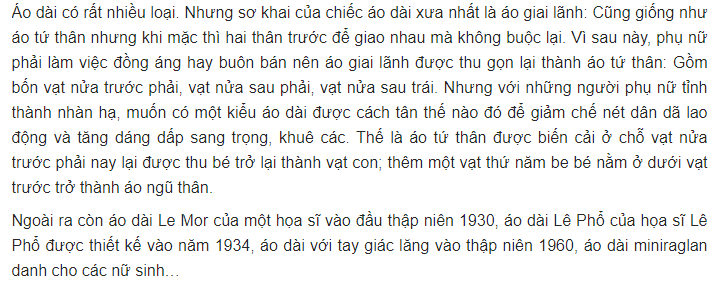 Áo dài có rất nhiều loại. Nhưng sơ khai của chiếc áo dài xưa nhất là áo giai lãnh: Cũng giống như
áo tứ thân nhưng khi mặc thì hai thân trước để giao nhau mà không buộc lại. Vì sau này, phụ nữ
phải làm việc đồng áng hay buôn bán nên áo giai lãnh được thu gọn lại thành áo tứ thân: Gồm
bốn vạt nửa trước phải, vạt nửa sau phải, vạt nửa sau trái. Nhưng với những người phụ nữ tỉnh
thành nhàn hạ, muốn có một kiểu áo dài được cách tân thế nào đó để giảm chế nét dân dã lao
động và tăng dáng dấp sang trọng, khuê các. Thế là áo tứ thân được biến cải ở chỗ vạt nửa
trước phải nay lại được thu bé trở lại thành vạt con; thêm một vạt thứ năm be bé nằm ở dưới vạt
trước trở thành áo ngũ thân.
Ngoài ra còn áo dài Le Mor của một họa sĩ vào đầu thập niên 1930, áo dài Lê Phổ của họa sĩ Lê
Phổ được thiết kế vào năm 1934, áo dài với tay giác lăng vào thập niên 1960, áo dài miniraglan
danh cho các nữ sinh…